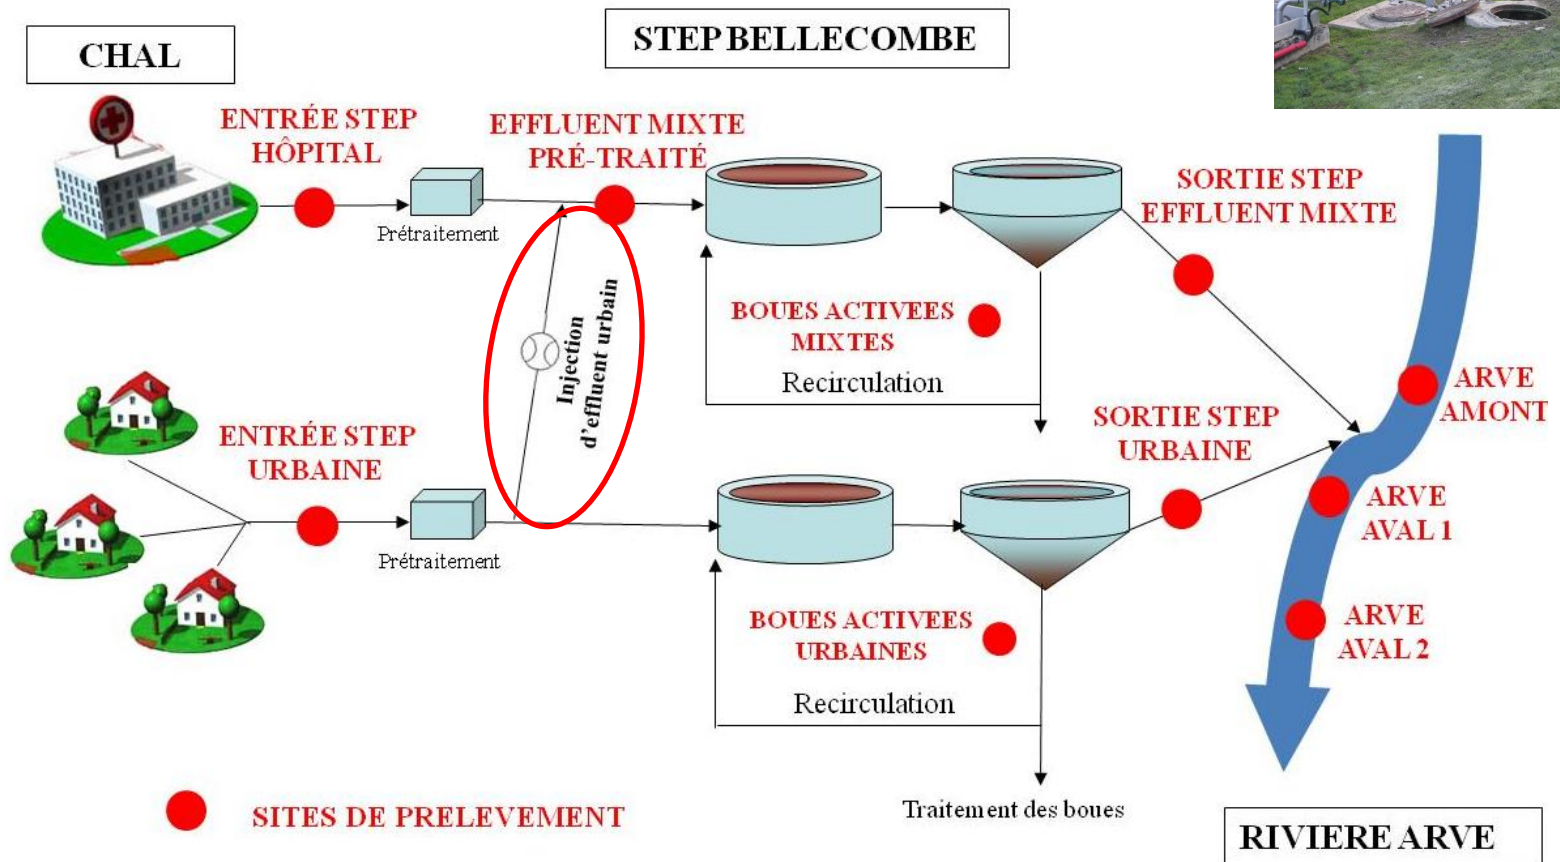 CHAL
STEP BELLECOMBE
ENTRÉE STEP
HÔPITAL
EFFLUENT MIXTE
PRÉ-TRAITÉ
SORTIE STEP
EFFLUENT MIXTE
Prétraitement
Injection
d’effluent urbain
BOUES ACTIVEES
MIXTES
Recirculation
ARVE
AMONT
ENTRÉE STEP
URBAINE
SORTIE STEP
URBAINE
ARVE
AVAL 1
Prétraitement
BOUES ACTIVEES
URBAINES
ARVE
AVAL 2
Recirculation
Traitement des boues
SITES DE PRELEVEMENT
RIVIERE ARVE